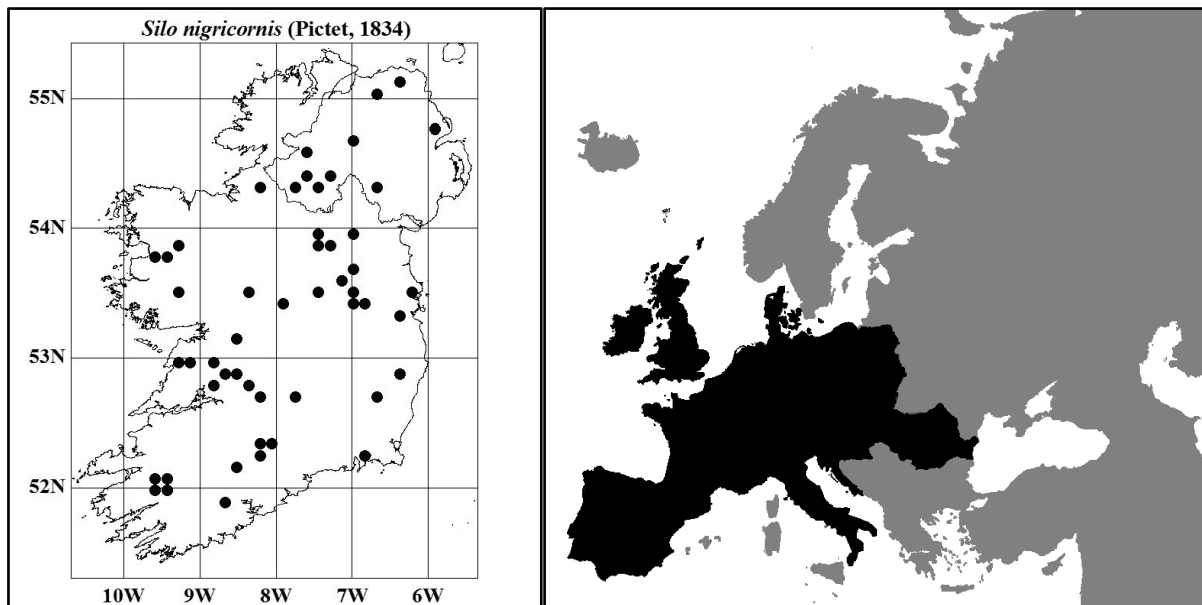 Silo nigricornis (Pictet, 1834)
55N
54N
53N
52N
10W 9W 8W 7W 6W